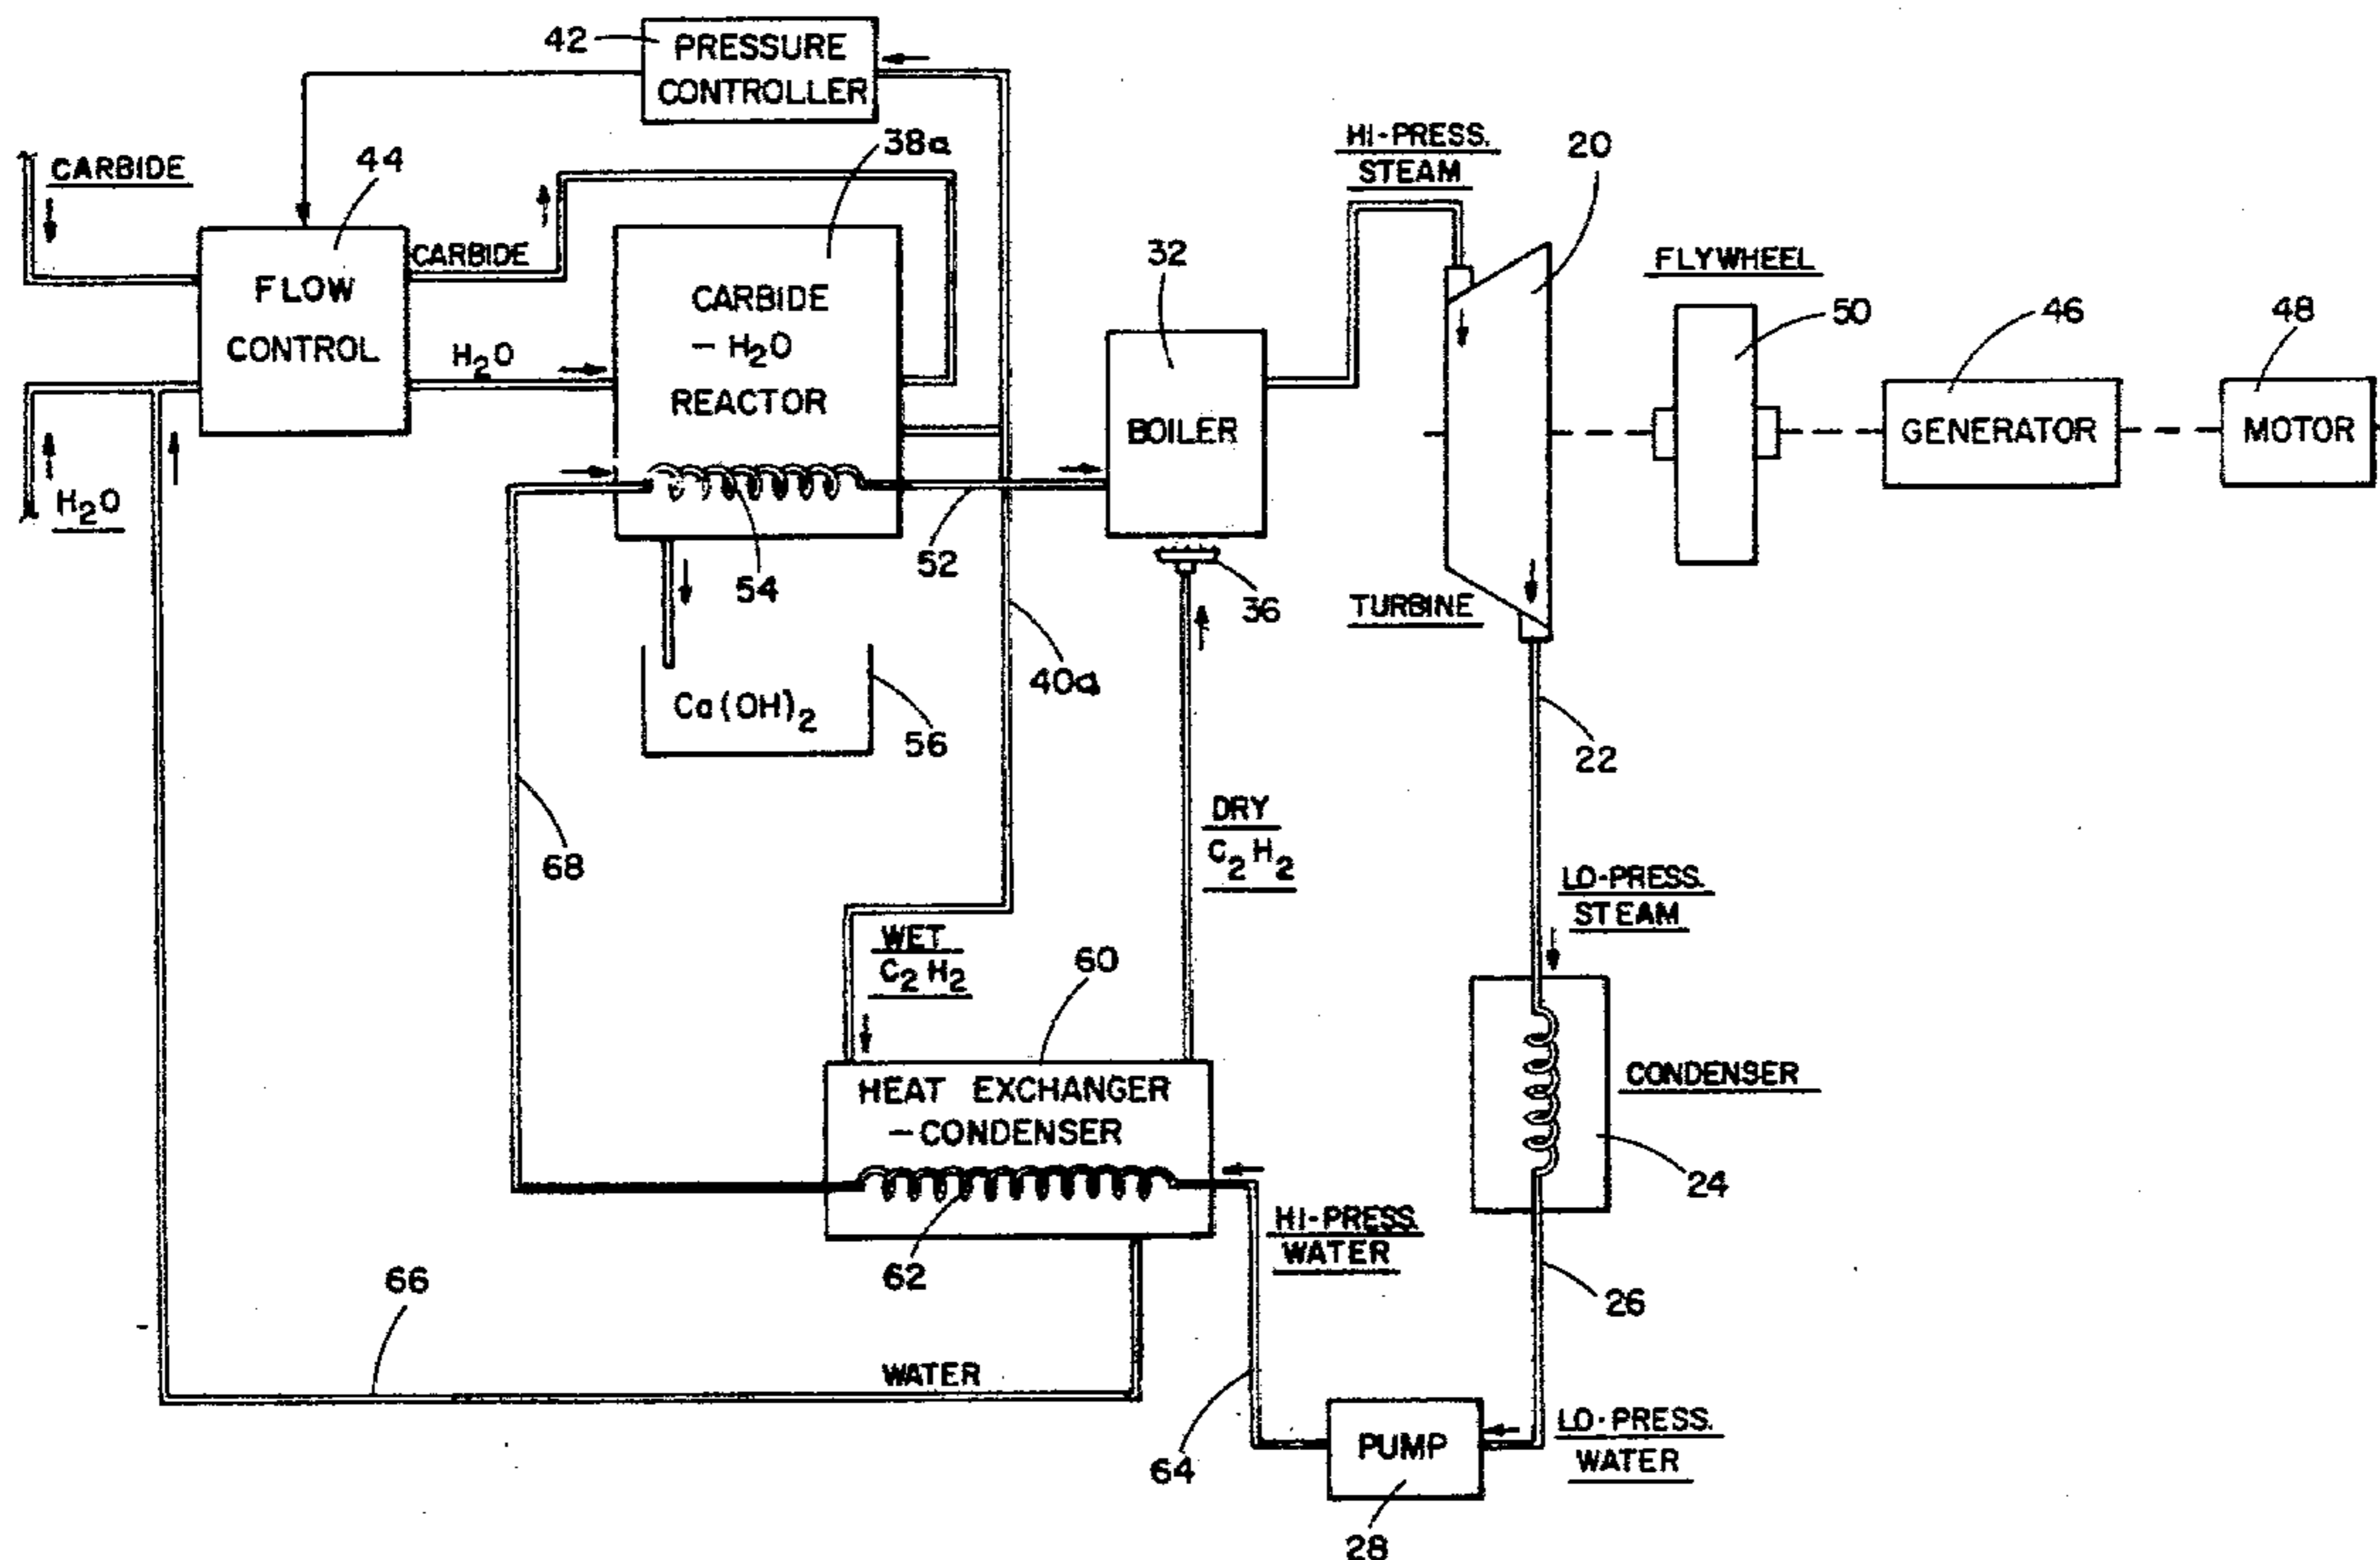 42
PRESSURE
CONTROLLER
38a
CARBIDE
44
HI-PRESS.
STEAM
20
FLOW
CONTROL
CARBIDE
H2O
CARBIDE
- H2O
REACTOR
32
BOILER
FLYWHEEL
50
46
GENERATOR
48
MOTOR
H2O
54
52
36
TURBINE
40a
Ca(OH)2
56
22
68
DRY
C2H2
LO-PRESS.
STEAM
WET
C2H2
60
HEAT EXCHANGER
- CONDENSER
CONDENSER
24
62
HI-PRESS.
WATER
26
66
WATER
64
PUMP
28
LO-PRESS.
WATER